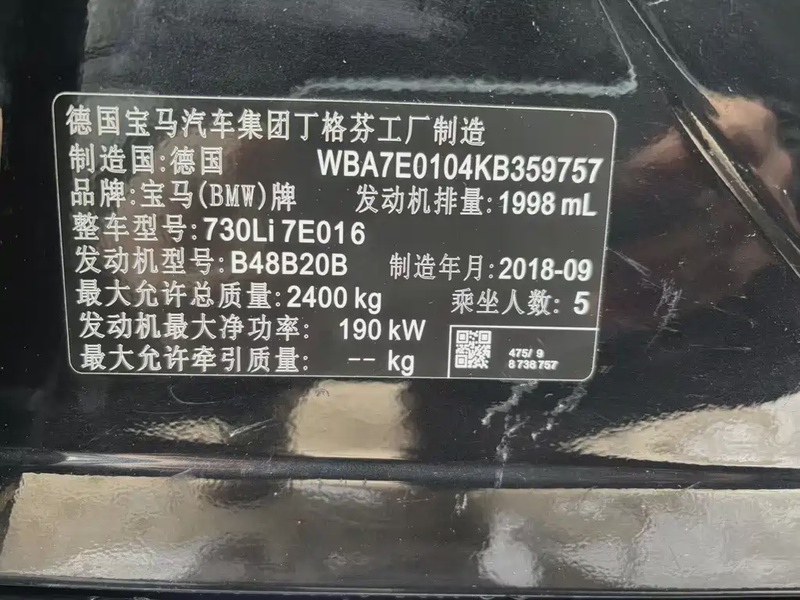 德国宝马汽车集团丁格芬工厂制造
制造国:德国 WBA7E0104KB359757
品牌:宝马(BMW)牌 发动机排量:1998 mL
整车型号:730Li 7E016
发动机型号:B48B20B 制造年月:2018-09
最大允许总质量:2400 kg 乘坐人数:5
发动机最大净功率: 190 kW
最大允许牵引质量: -- kg
475/ 9
8 738 757